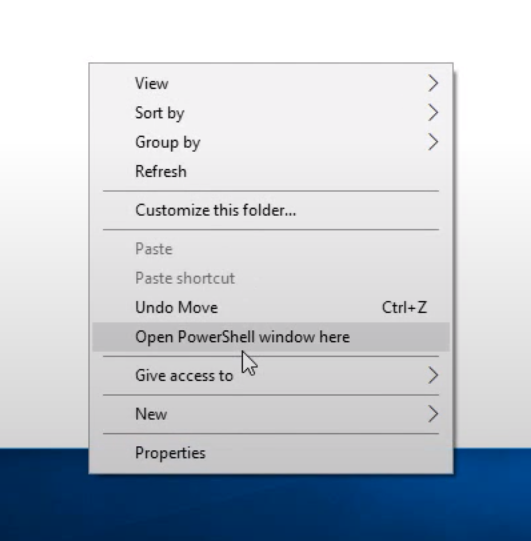 View
Sort by
Group by
Refresh
Customize this folder...
Paste
Paste shortcut
Undo Move Ctrl+Z
Open PowerShell window here
Give access to
New
Properties